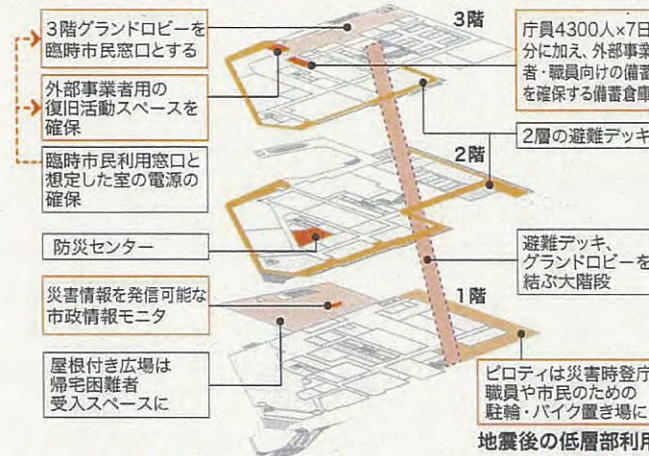 3階グランドロビーを
臨時市民窓口とする
外部事業者用の
復旧活動スペースを
確保
臨時市民利用窓口と
想定した室の電源の
確保
防災センター
災害情報を発信可能な
市政情報モニタ
屋根付き広場は
帰宅困難者
受入スペースに
3階
2階
1階
庁員4300人×7日
分に加え、外部事業
者・職員向けの備蓄
を確保する備蓄倉庫
2層の避難デッキ
避難デッキ、
グランドロビーを
結ぶ大階段
ピロティは災害時登庁
職員や市民のための
駐輪・バイク置き場に
地震後の低層部利用